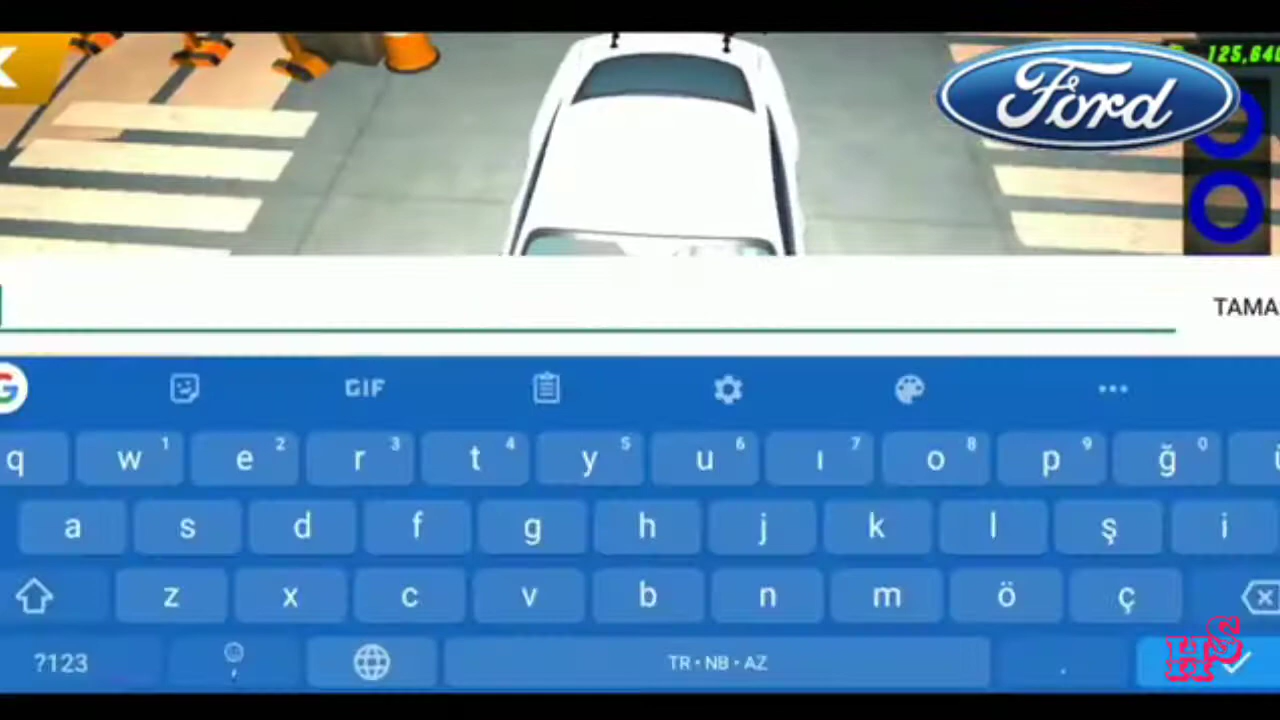 125,640
Ford
TAMA
GIF
q w 1 e 2 r 3 t 4 y 5 u 6 ı 7 o 8 p 9 ğ 0 ü
a s d f g h j k l ş i
z x c v b n m ö ç
?123 , TR • NB • AZ .
HS